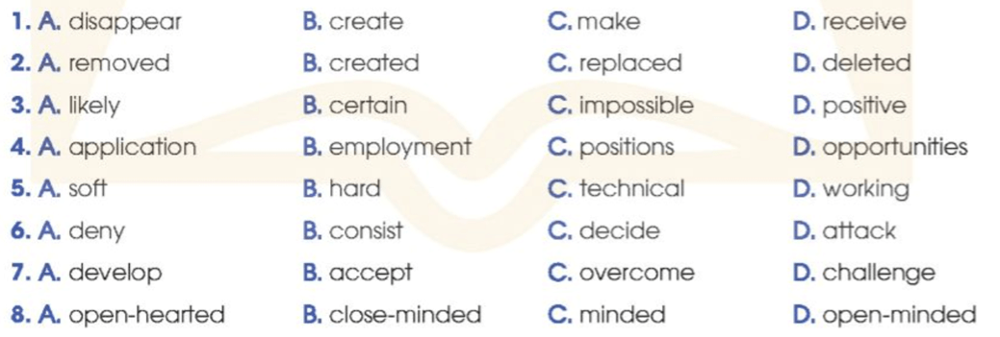 1. A. disappear B. create C. make D. receive
2. A. removed B. created C. replaced D. deleted
3. A. likely B. certain C. impossible D. positive
4. A. application B. employment C. positions D. opportunities
5. A. soft B. hard C. technical D. working
6. A. deny B. consist C. decide D. attack
7. A. develop B. accept C. overcome D. challenge
8. A. open-hearted B. close-minded C. minded D. open-minded